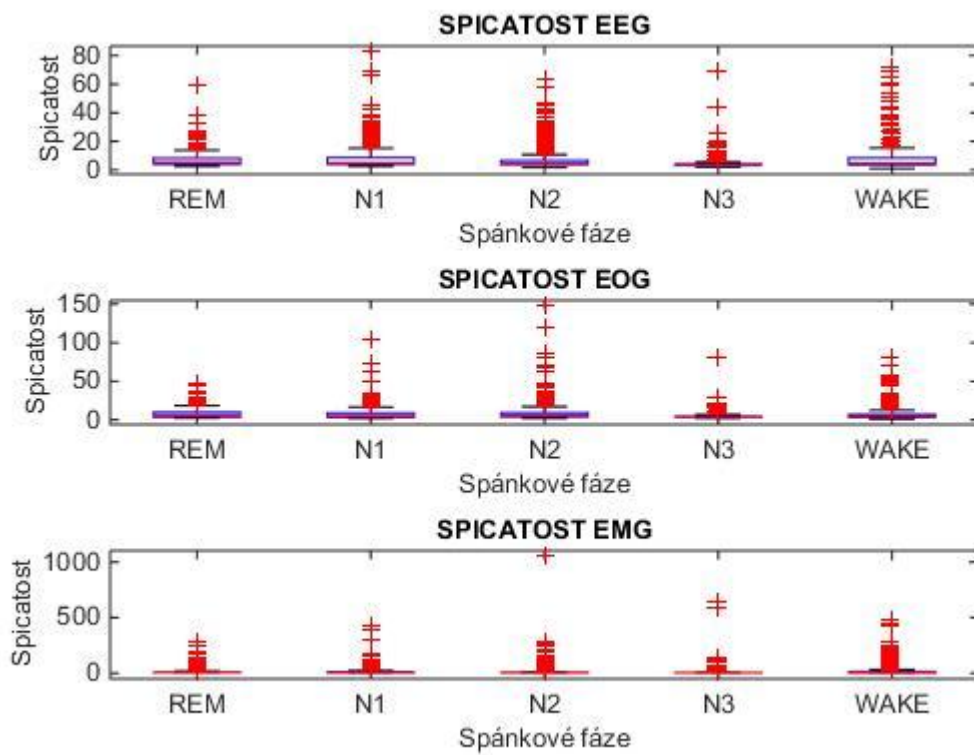 SPICATOST EEG
Spicatost
80
60
40
20
0
REM N1 N2 N3 WAKE
Spánkové fáze
SPICATOST EOG
Spicatost
150
100
50
0
REM N1 N2 N3 WAKE
Spánkové fáze
SPICATOST EMG
Spicatost
1000
500
0
REM N1 N2 N3 WAKE
Spánkové fáze